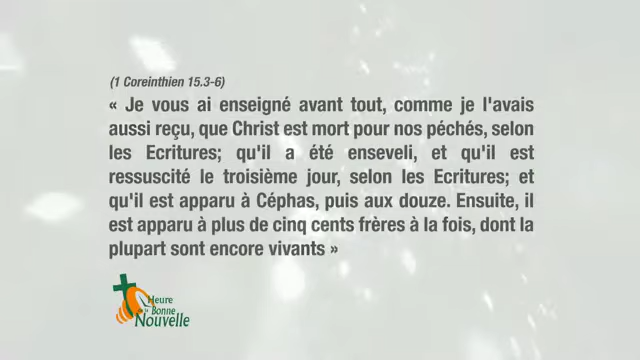 (1 Coreinthien 15.3-6)
« Je vous ai enseigné avant tout, comme je l'avais
aussi reçu, que Christ est mort pour nos péchés, selon
les Ecritures; qu'il a été enseveli, et qu'il est
ressuscité le troisième jour, selon les Ecritures; et
qu'il est apparu à Céphas, puis aux douze. Ensuite, il
est apparu à plus de cinq cents frères à la fois, dont la
plupart sont encore vivants »
Heure
la Bonne
Nouvelle